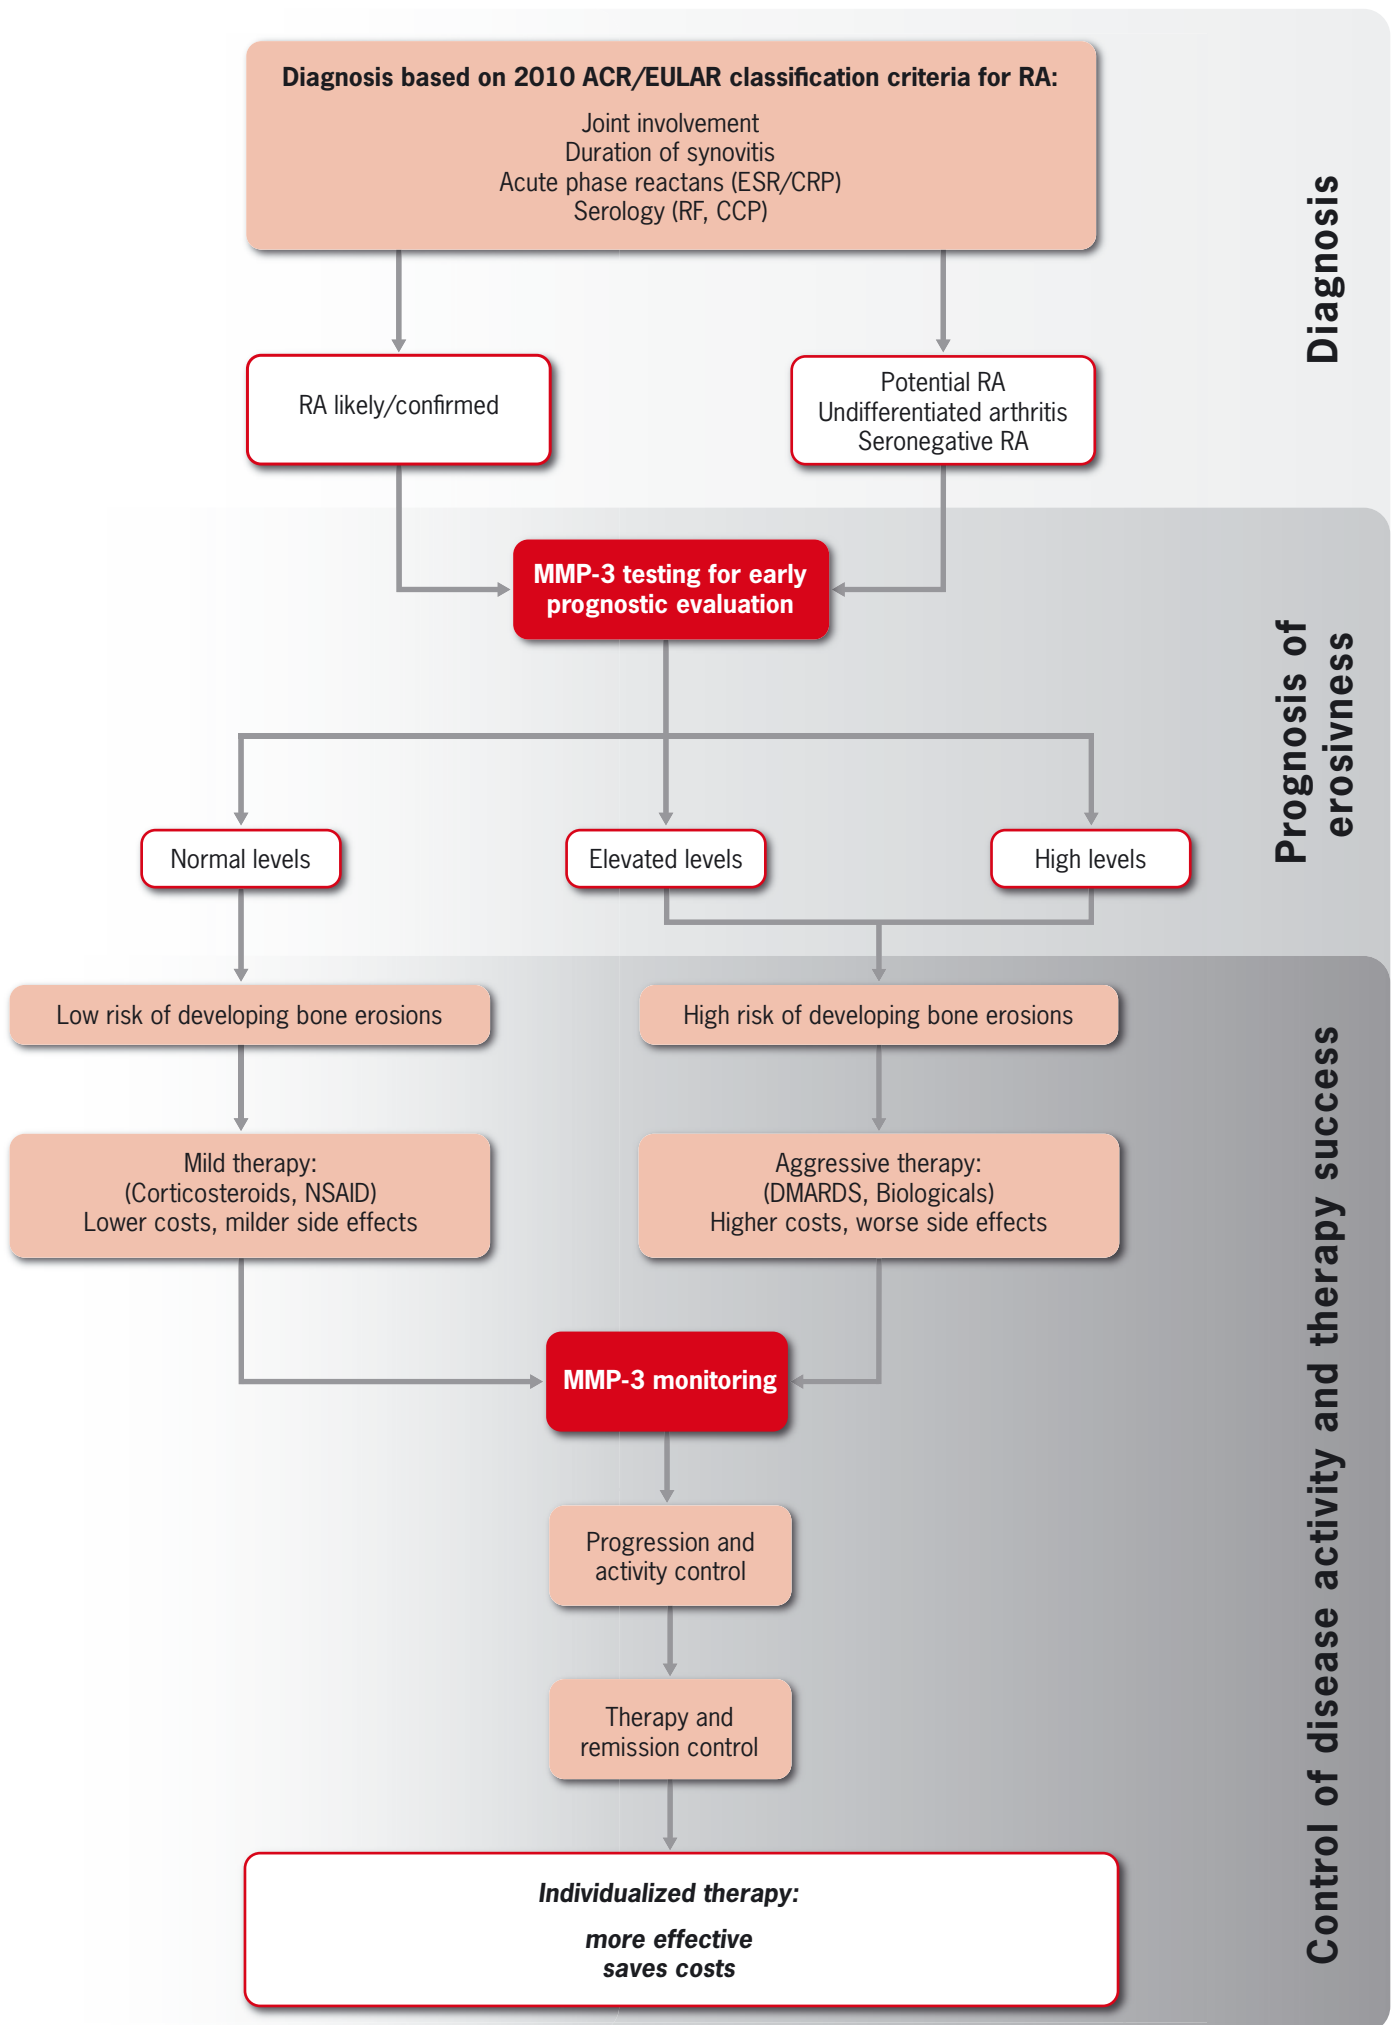 Diagnosis based on 2010 ACR/EULAR classification criteria for RA:
Joint involvement
Duration of synovitis
Acute phase reactans (ESR/CRP)
Serology (RF, CCP)
Diagnosis
RA likely/confirmed
Potential RA
Undifferentiated arthritis
Seronegative RA
MMP-3 testing for early
prognostic evaluation
Prognosis of
erosivness
Normal levels
Elevated levels
High levels
Low risk of developing bone erosions
High risk of developing bone erosions
Mild therapy:
(Corticosteroids, NSAID)
Lower costs, milder side effects
Aggressive therapy:
(DMARDS, Biologicals)
Higher costs, worse side effects
Control of disease activity and therapy success
MMP-3 monitoring
Progression and
activity control
Therapy and
remission control
Individualized therapy:
more effective
saves costs